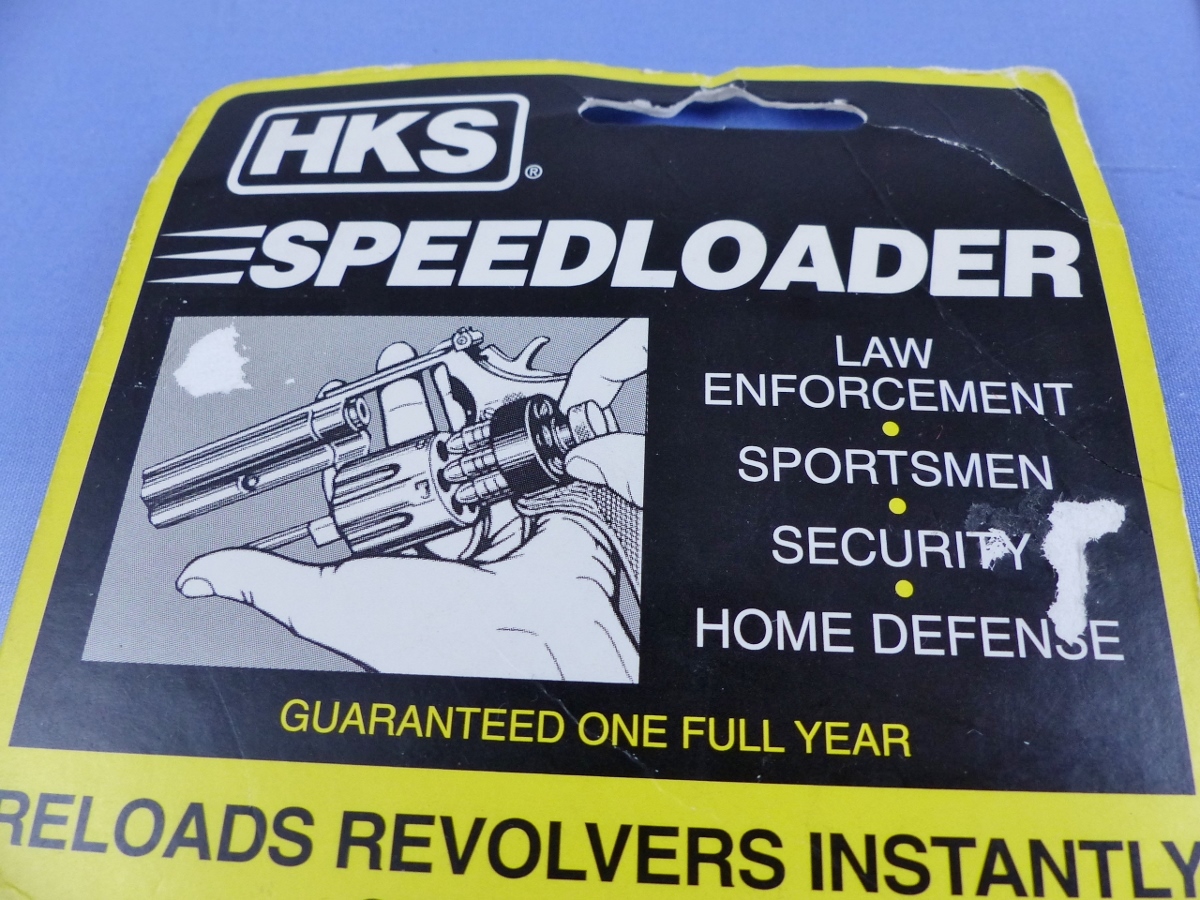 HKS®
SPEEDLOADER
LAW
ENFORCEMENT
SPORTSMEN
SECURITY
HOME DEFENSE
GUARANTEED ONE FULL YEAR
RELOADS REVOLVERS INSTANTLY